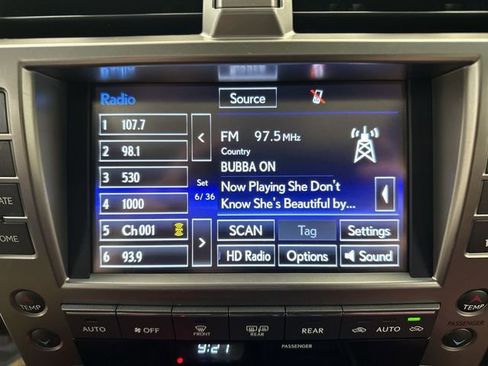 Radio
Source
1 107.7
2 98.1
3 530
4 1000
5 Ch 001
6 93.9
Set
6/36
FM 97.5 MHz
Country
BUBBA ON
Now Playing She Don't
Know She's Beautiful by...
SCAN
Tag
Settings
HD Radio
Options
Sound
TEMP
AUTO
OFF
FRONT
REAR
REAR
AUTO
TEMP
PASSENGER
PASSENGER
9:27